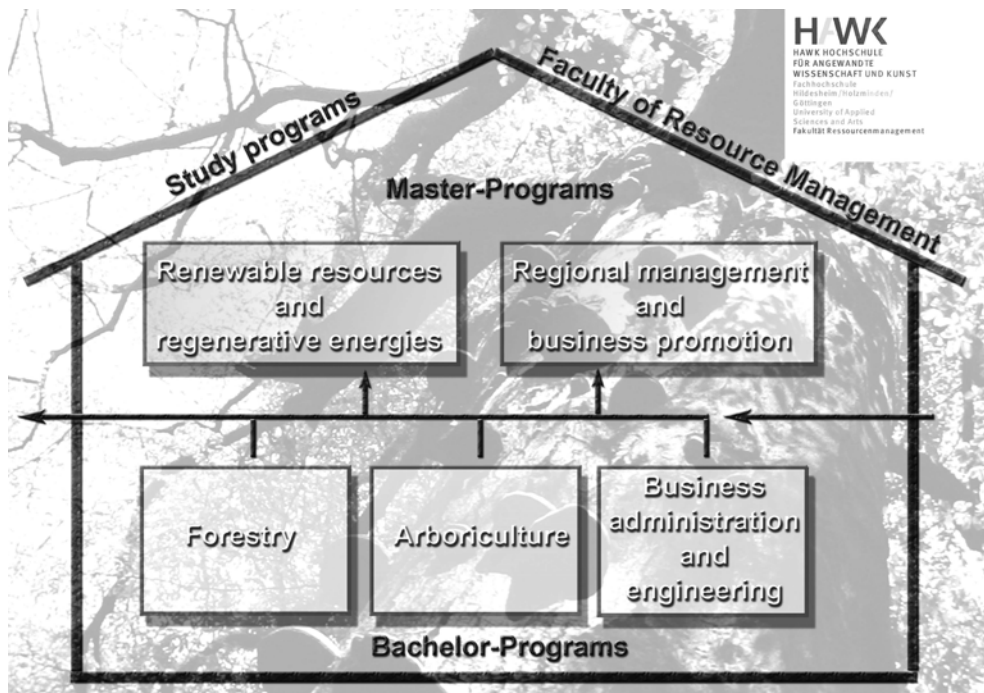 HAWK
HAWK HOCHSCHULE
FÜR ANGEWANDTE
WISSENSCHAFT UND KUNST
Fachhochschule
Hildesheim/Holzminden/
Göttingen
University of Applied
Sciences and Arts
Fakultät Ressourcenmanagement
Study programs
Faculty of Resource Management
Master-Programs
Renewable resources
and
regenerative energies
Regional management
and
business promotion
Forestry
Arboriculture
Business
administration
and
engineering
Bachelor-Programs